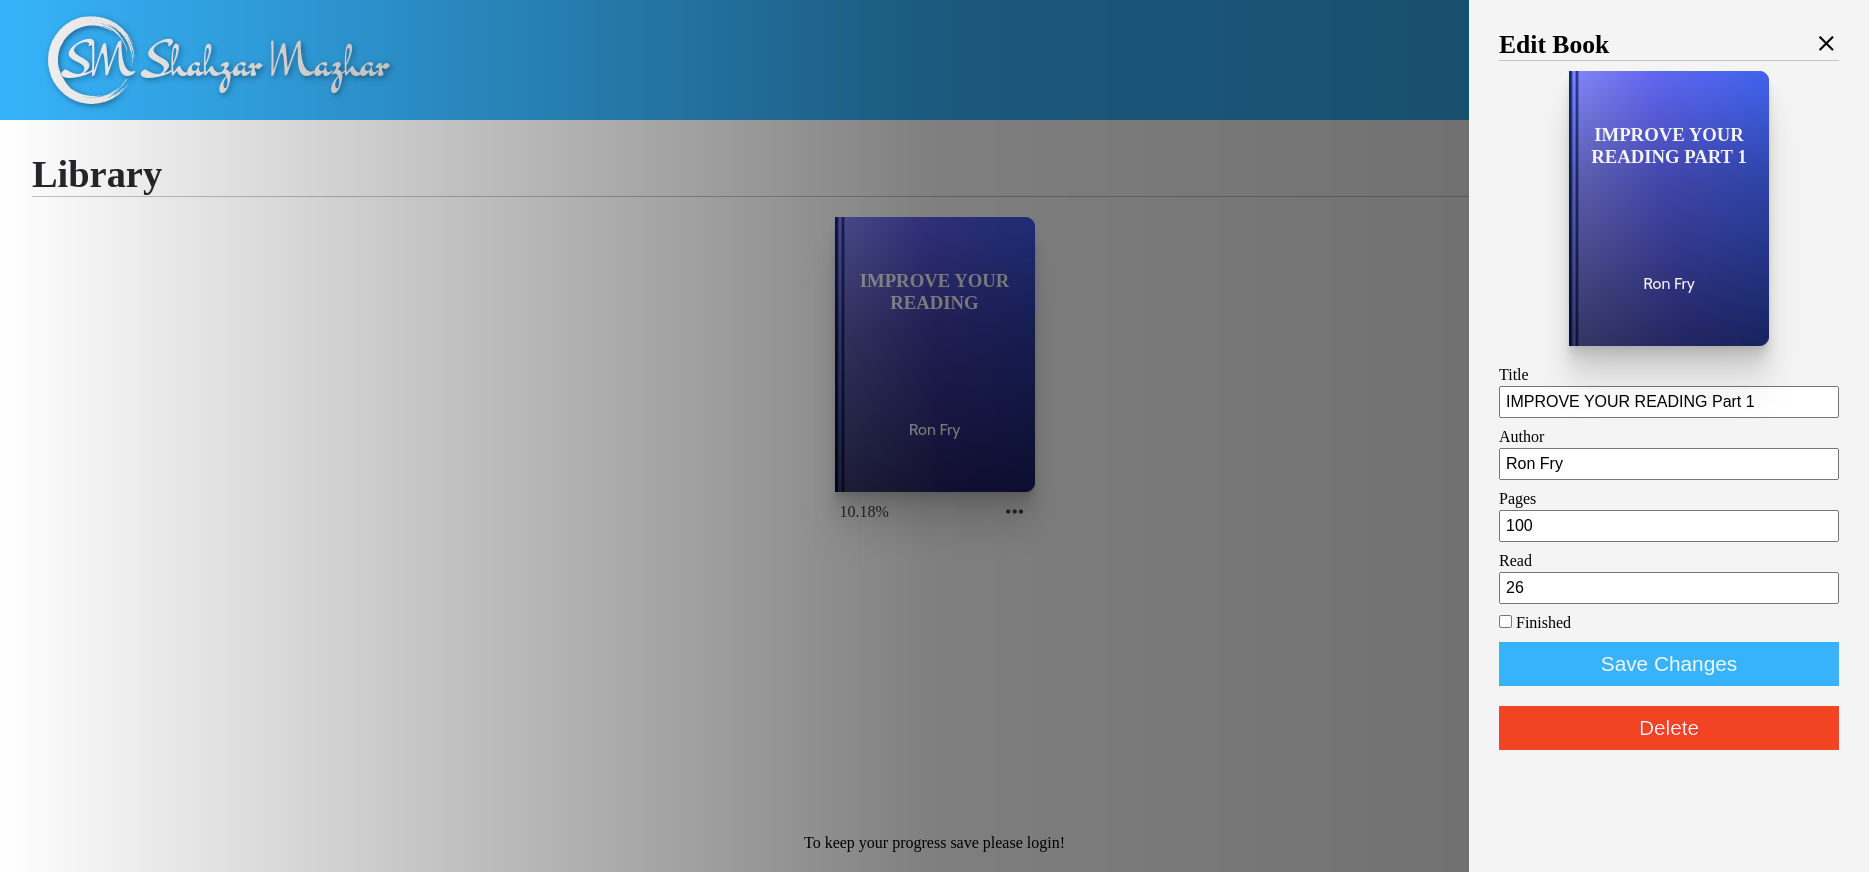 SM Shahzar Mazhar
Library
IMPROVE YOUR
READING
Ron Fry
10.18%
To keep your progress save please login!
Edit Book
IMPROVE YOUR
READING PART 1
Ron Fry
Title
IMPROVE YOUR READING Part 1
Author
Ron Fry
Pages
100
Read
26
Finished
Save Changes
Delete